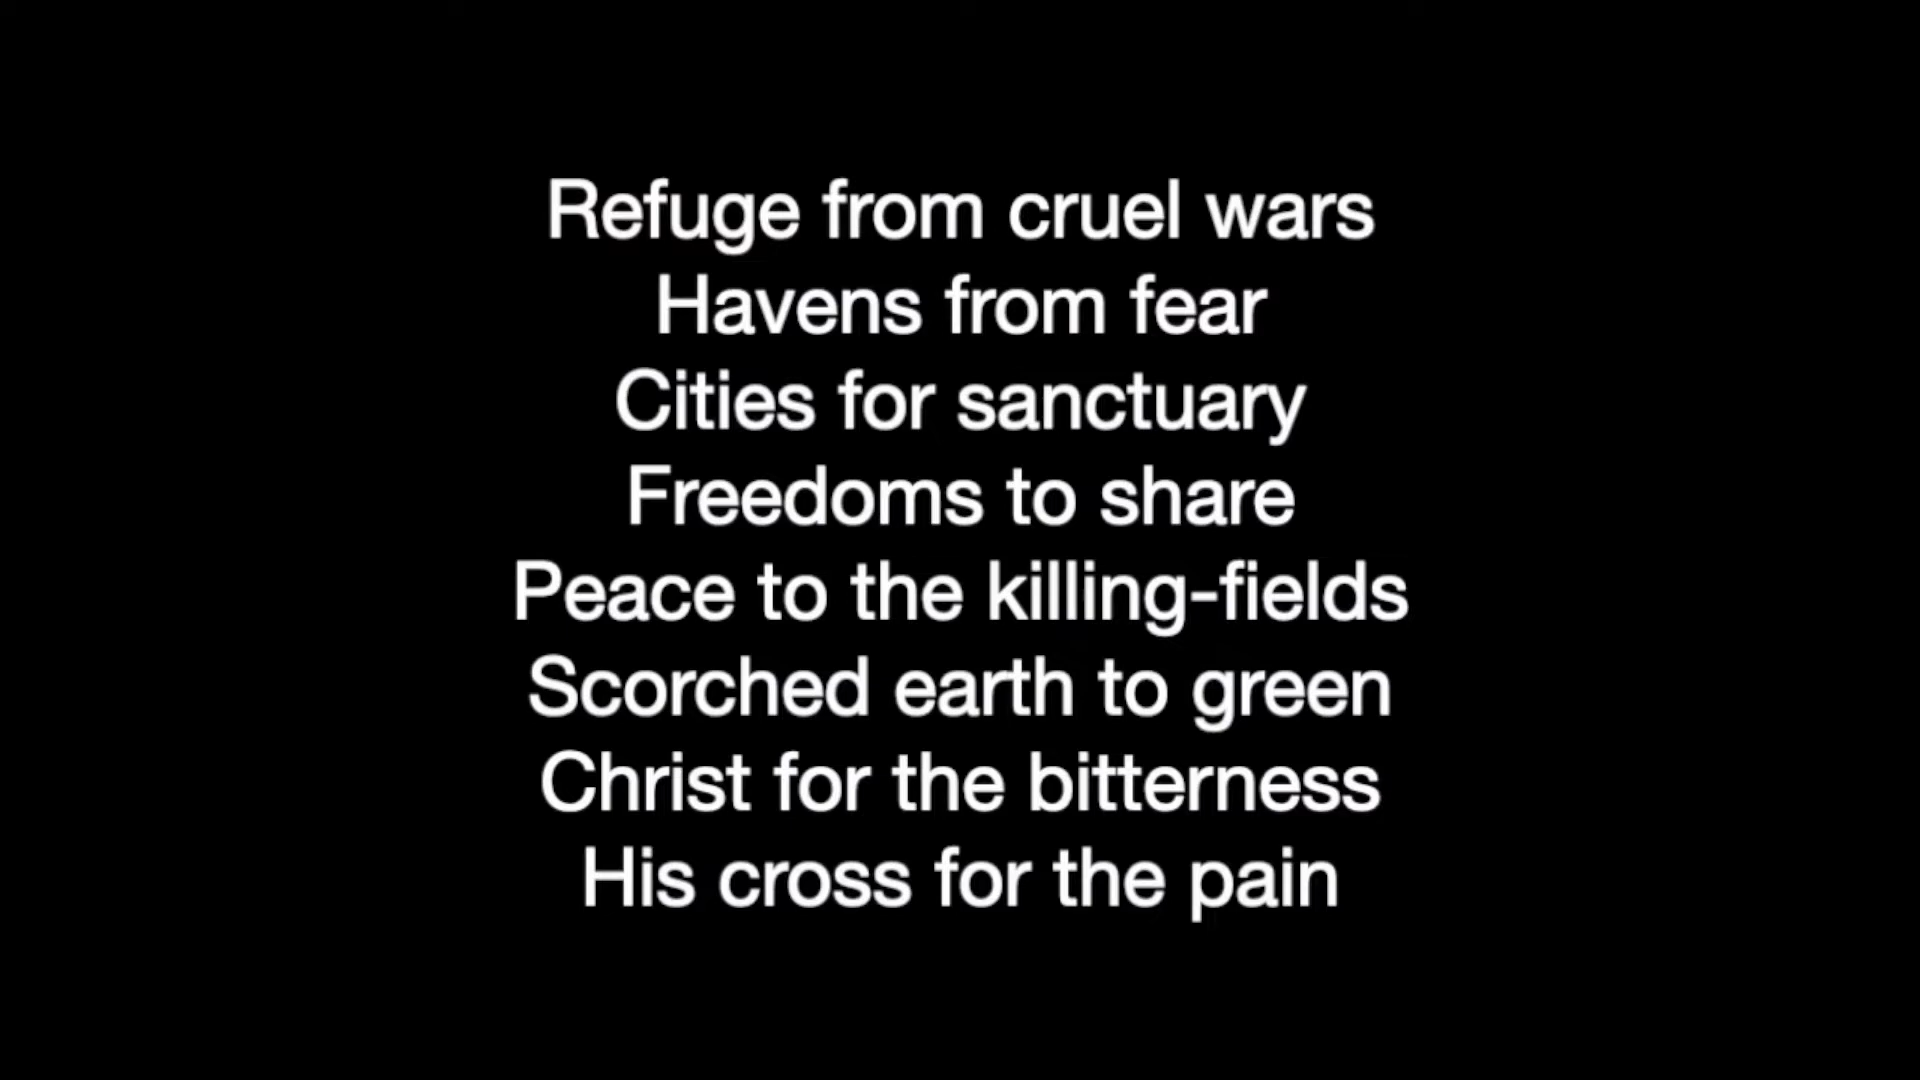 Refuge from cruel wars
Havens from fear
Cities for sanctuary
Freedoms to share
Peace to the killing-fields
Scorched earth to green
Christ for the bitterness
His cross for the pain